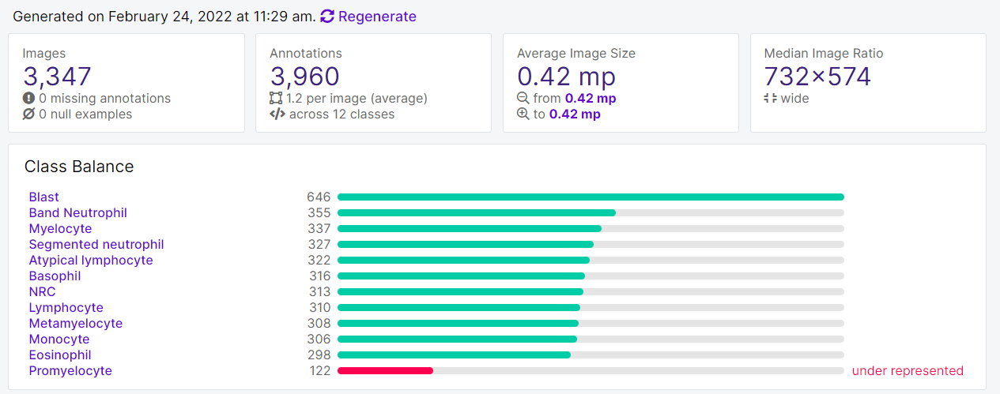 Generated on February 24, 2022 at 11:29 am. Regenerate
Images
3,347
0 missing annotations
0 null examples
Annotations
3,960
1.2 per image (average)
across 12 classes
Average Image Size
0.42 mp
from 0.42 mp
to 0.42 mp
Median Image Ratio
732×574
wide
Class Balance
Blast 646
Band Neutrophil 355
Myelocyte 337
Segmented neutrophil 327
Atypical lymphocyte 322
Basophil 316
NRC 313
Lymphocyte 310
Metamyelocyte 308
Monocyte 306
Eosinophil 298
Promyelocyte 122 under represented